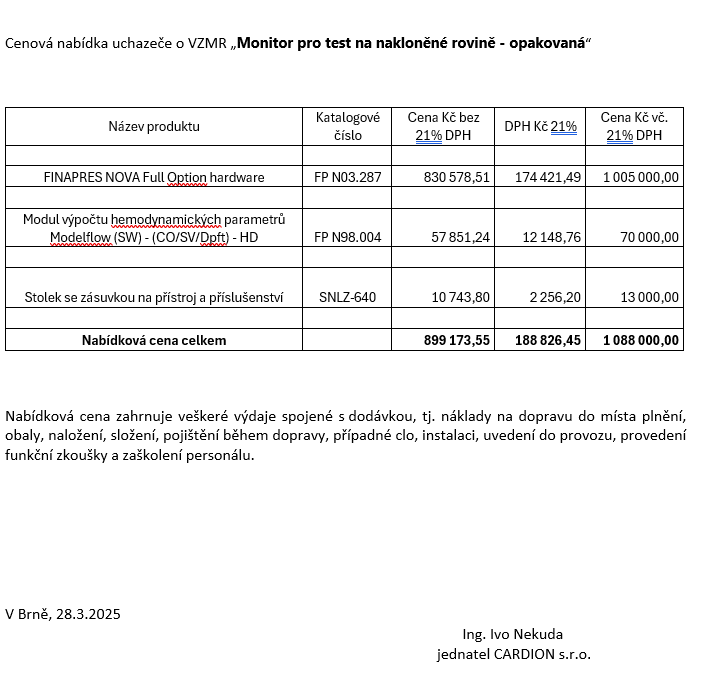 Cenová nabídka uchazeče o VZMR „Monitor pro test na nakloněné rovině - opakovaná“
Název produktu
Katalogové číslo
Cena Kč bez 21% DPH
DPH Kč 21%
Cena Kč vč. 21% DPH
FINAPRES NOVA Full Option hardware FP N03.287 830 578,51 174 421,49 1 005 000,00
Modul výpočtu hemodynamických parametrů
Modelflow (SW) - (CO/SV/Dpft) - HD FP N98.004 57 851,24 12 148,76 70 000,00
Stolek se zásuvkou na přístroj a příslušenství SNLZ-640 10 743,80 2 256,20 13 000,00
Nabídková cena celkem 899 173,55 188 826,45 1 088 000,00
Nabídková cena zahrnuje veškeré výdaje spojené s dodávkou, tj. náklady na dopravu do místa plnění,
obaly, naložení, složení, pojištění během dopravy, případné clo, instalaci, uvedení do provozu, provedení
funkční zkoušky a zaškolení personálu.
V Brně, 28.3.2025
Ing. Ivo Nekuda
jednatel CARDION s.r.o.